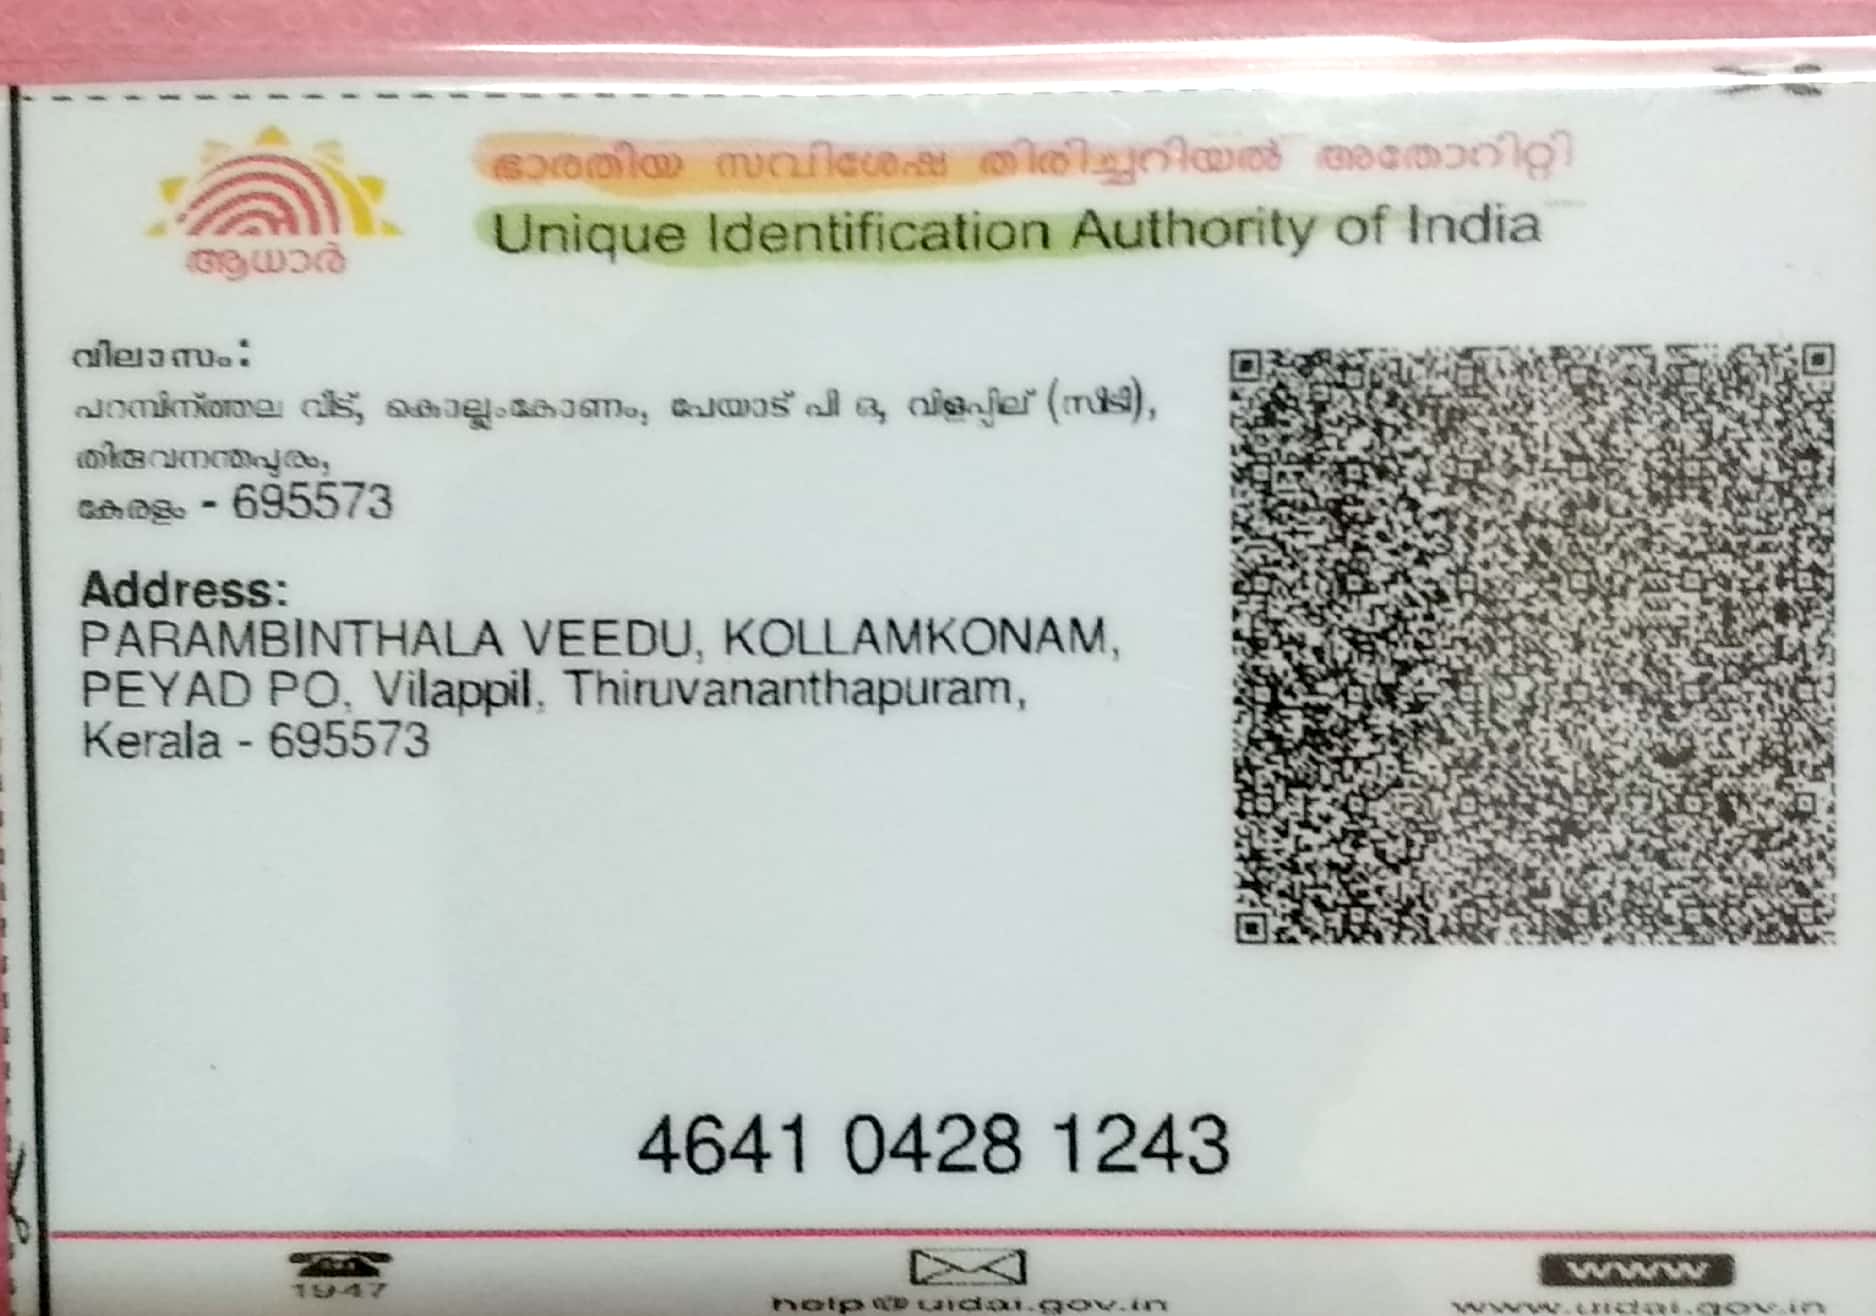 ഭാരതീയ സവിശേഷ തിരിച്ചറിയൽ അതോറിറ്റി
Unique Identification Authority of India
ആധാർ
വിലാസം:
പറമ്പിന്തല വീട്, കൊല്ലംകോണം, പേയാട് പി ഒ, വിളപ്പില് (സിടി),
തിരുവനന്തപുരം,
കേരളം - 695573
Address:
PARAMBINTHALA VEEDU, KOLLAMKONAM,
PEYAD PO, Vilappil, Thiruvananthapuram,
Kerala - 695573
4641 0428 1243
1947
help@uidai.gov.in
www
www.uidai.gov.in